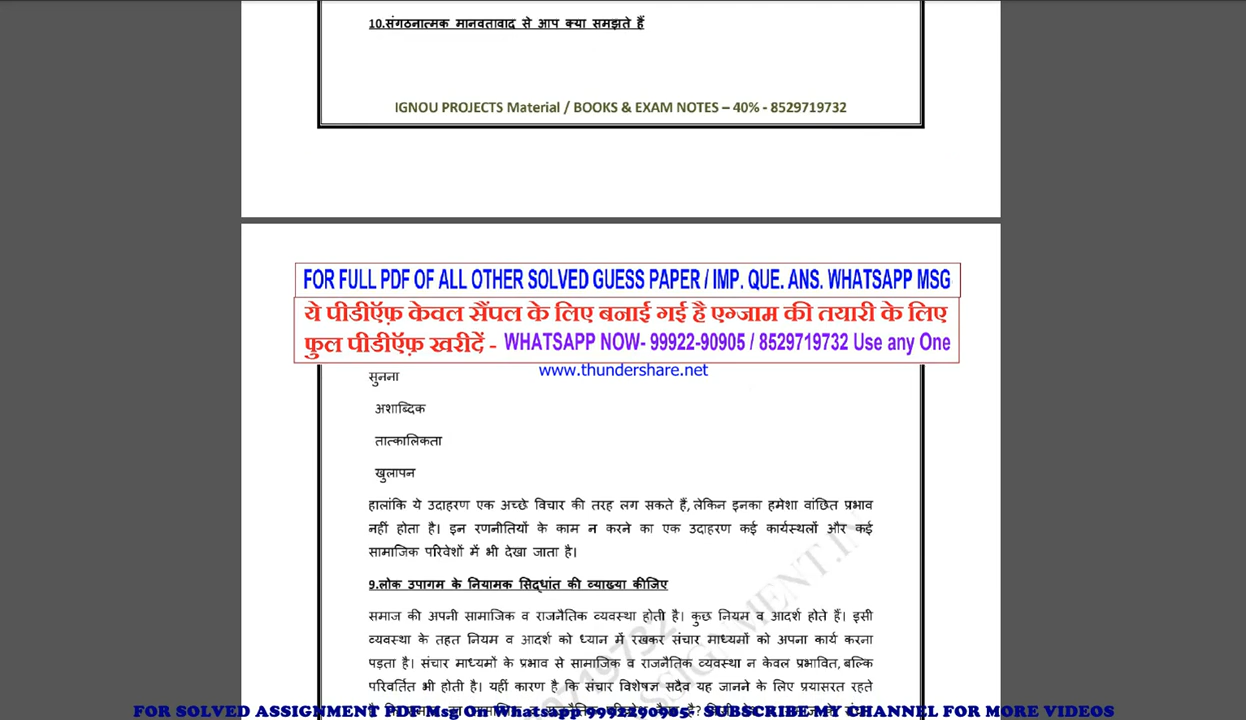 10.संगठनात्मक मानवतावाद से आप क्या समझते हैं
IGNOU PROJECTS Material / BOOKS & EXAM NOTES – 40% - 8529719732
FOR FULL PDF OF ALL OTHER SOLVED GUESS PAPER / IMP. QUE. ANS. WHATSAPP MSG
ये पीडीऍफ़ केवल सैंपल के लिए बनाई गई है एग्जाम की तयारी के लिए
फुल पीडीऍफ़ खरीदें - WHATSAPP NOW- 99922-90905 / 8529719732 Use any One
www.thundershare.net
सुनना
अशाब्दिक
तात्कालिकता
खुलापन
हालांकि ये उदाहरण एक अच्छे विचार की तरह लग सकते हैं, लेकिन इनका हमेशा वांछित प्रभाव
नहीं होता है। इन रणनीतियों के काम न करने का एक उदाहरण कई कार्यस्थलों और कई
सामाजिक परिवेशों में भी देखा जाता है।
9.लोक उपागम के नियामक सिद्धांत की व्याख्या कीजिए
समाज की अपनी सामाजिक व राजनैतिक व्यवस्था होती है। कुछ नियम व आदर्श होते हैं। इसी
व्यवस्था के तहत नियम व आदर्श को ध्यान में रखकर संचार माध्यमों को अपना कार्य करना
पड़ता है। संचार माध्यमों के प्रभाव से सामाजिक व राजनैतिक व्यवस्था न केवल प्रभावित, बल्कि
परिवर्तित भी होती है। यहीं कारण है कि संचार विशेषज्ञ सदैव यह जानने के लिए प्रयासरत रहते
FOR SOLVED ASSIGNMENT PDF Msg On Whatsapp 9992290905- SUBSCRIBE MY CHANNEL FOR MORE VIDEOS